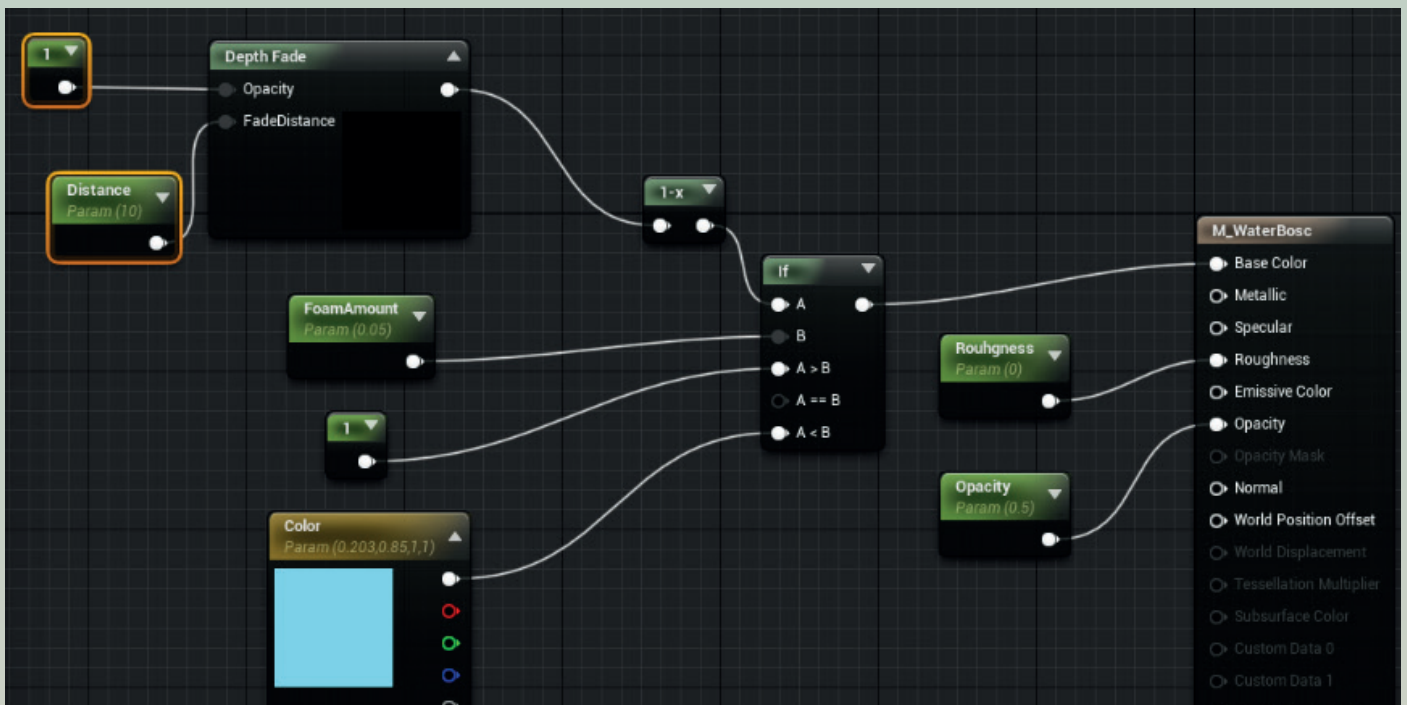 1
Depth Fade
Opacity
FadeDistance
Distance
Param (10)
1-x
M_WaterBosc
Base Color
Metallic
Specular
Roughness
Emissive Color
Opacity
Opacity Mask
Normal
World Position Offset
World Displacement
Tessellation Multiplier
Subsurface Color
Custom Data 0
Custom Data 1
If
A
B
A > B
A == B
A < B
FoamAmount
Param (0.05)
Rouhgness
Param (0)
1
Opacity
Param (0.5)
Color
Param (0.203,0.85,1,1)